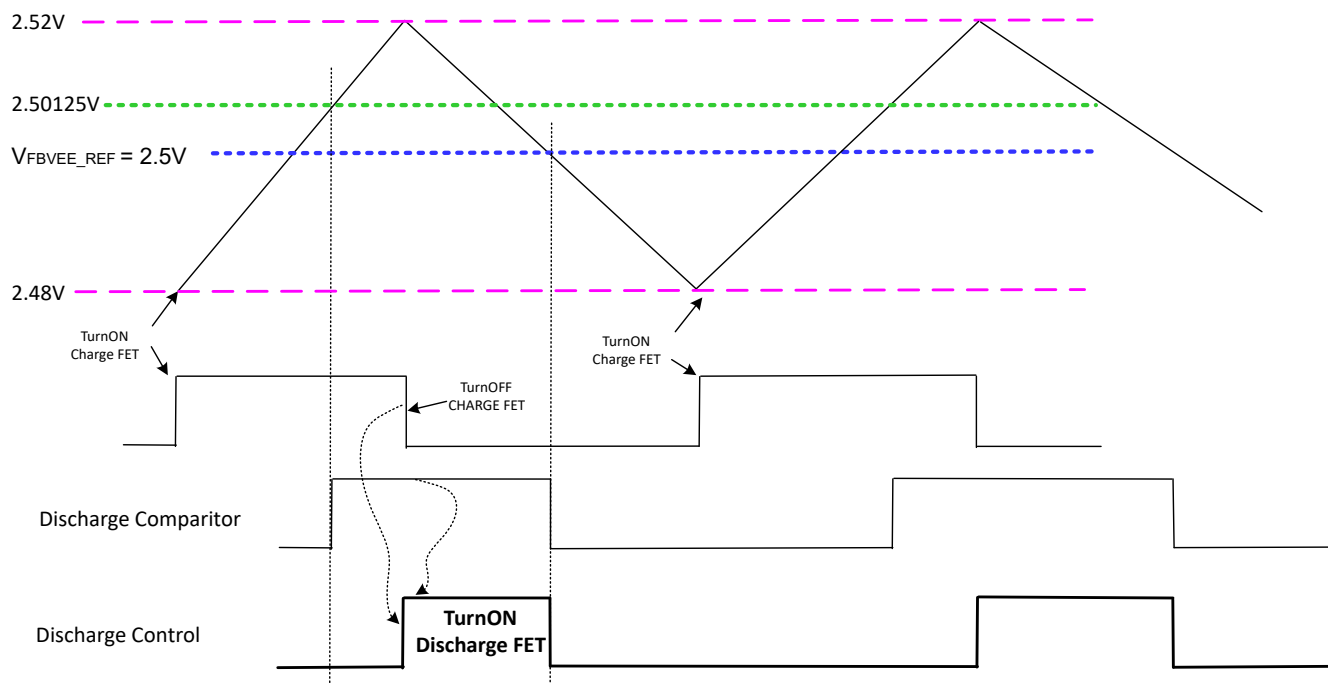 2.52V
2.50125V
VFBVEE_REF = 2.5V
2.48V
TurnON
Charge FET
TurnON
Charge FET
TurnOFF
CHARGE FET
Discharge Comparitor
Discharge Control
TurnON
Discharge FET